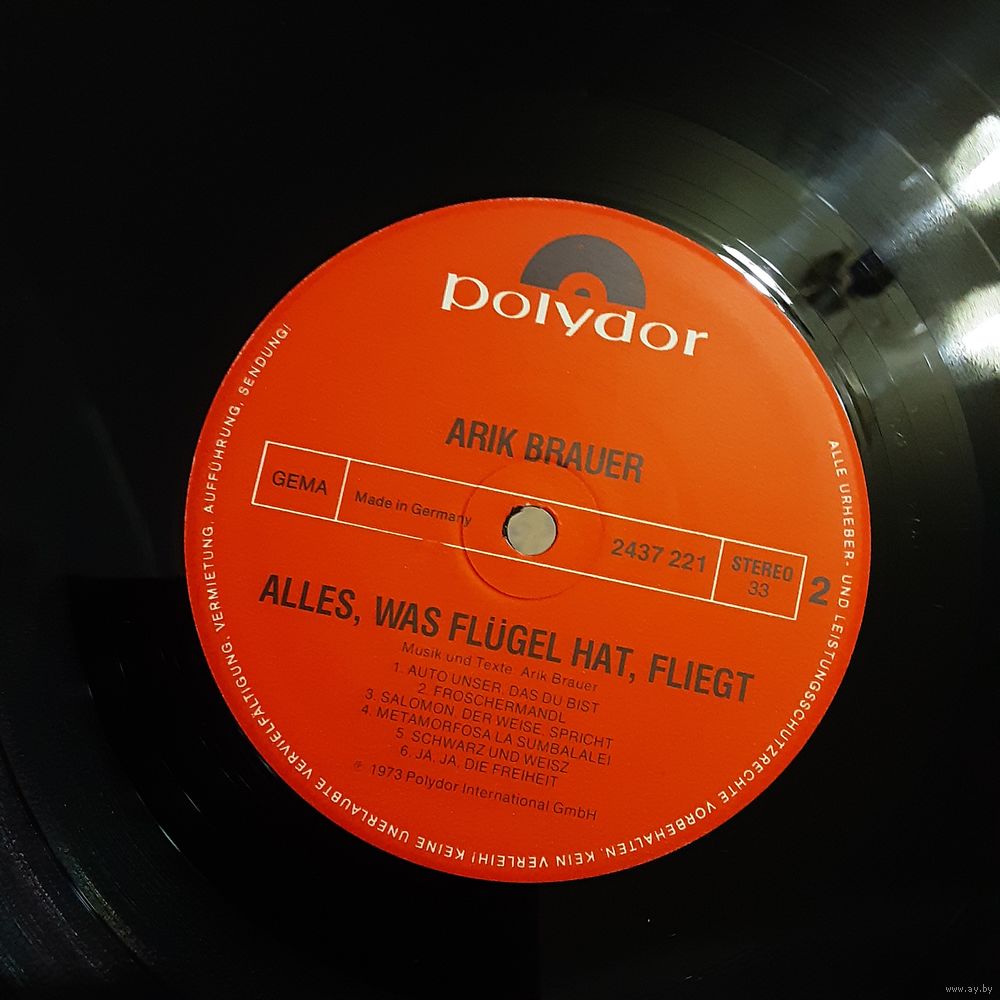 polydor
ARIK BRAUER
GEMA
Made in Germany
2437 221
STEREO
33
2
ALLES, WAS FLÜGEL HAT, FLIEGT
Musik und Texte: Arik Brauer
1. AUTO UNSER, DAS DU BIST
2. FROSCHERMANDL
3. SALOMON, DER WEISE, SPRICHT
4. METAMORFOSA LA SUMBALALEI
5. SCHWARZ UND WEISZ
6. JA, JA, DIE FREIHEIT
℗ 1973 Polydor International GmbH
ALLE URHEBER- UND LEISTUNGSSCHUTZRECHTE VORBEHALTEN. KEIN VERLEIH! KEINE UNERLAUBTE VERVIELFÄLTIGUNG, VERMIETUNG, AUFFÜHRUNG, SENDUNG!
www.ay.by